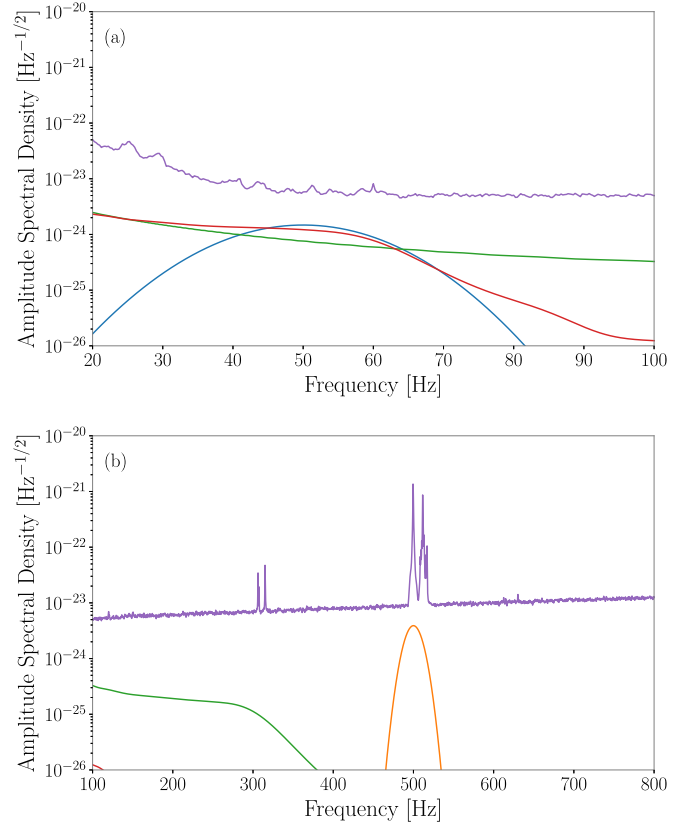 (a)
Amplitude Spectral Density [Hz⁻¹/²]
10⁻²⁰
10⁻²¹
10⁻²²
10⁻²³
10⁻²⁴
10⁻²⁵
10⁻²⁶
20 30 40 50 60 70 80 90 100
Frequency [Hz]
(b)
Amplitude Spectral Density [Hz⁻¹/²]
10⁻²⁰
10⁻²¹
10⁻²²
10⁻²³
10⁻²⁴
10⁻²⁵
10⁻²⁶
100 200 300 400 500 600 700 800
Frequency [Hz]